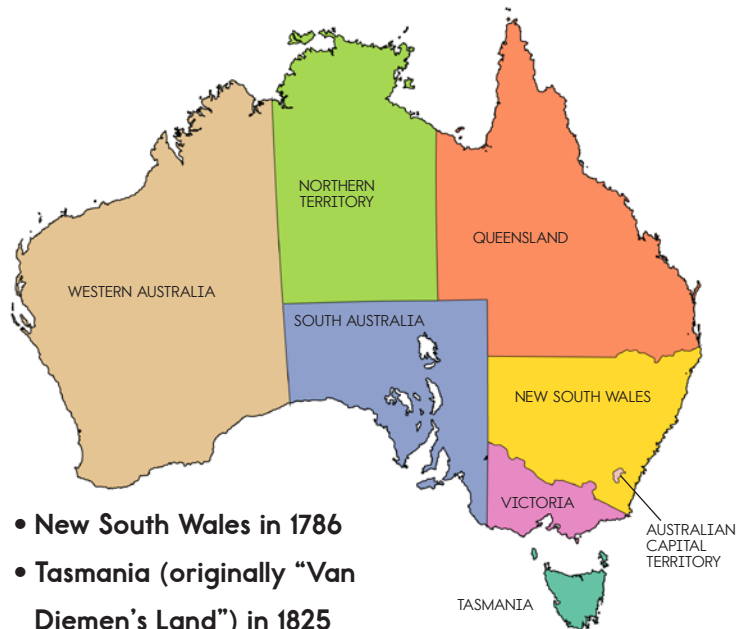 NORTHERN
TERRITORY
QUEENSLAND
WESTERN AUSTRALIA
SOUTH AUSTRALIA
NEW SOUTH WALES
VICTORIA
AUSTRALIAN
CAPITAL
TERRITORY
TASMANIA
• New South Wales in 1786
• Tasmania (originally “Van
Diemen’s Land”) in 1825